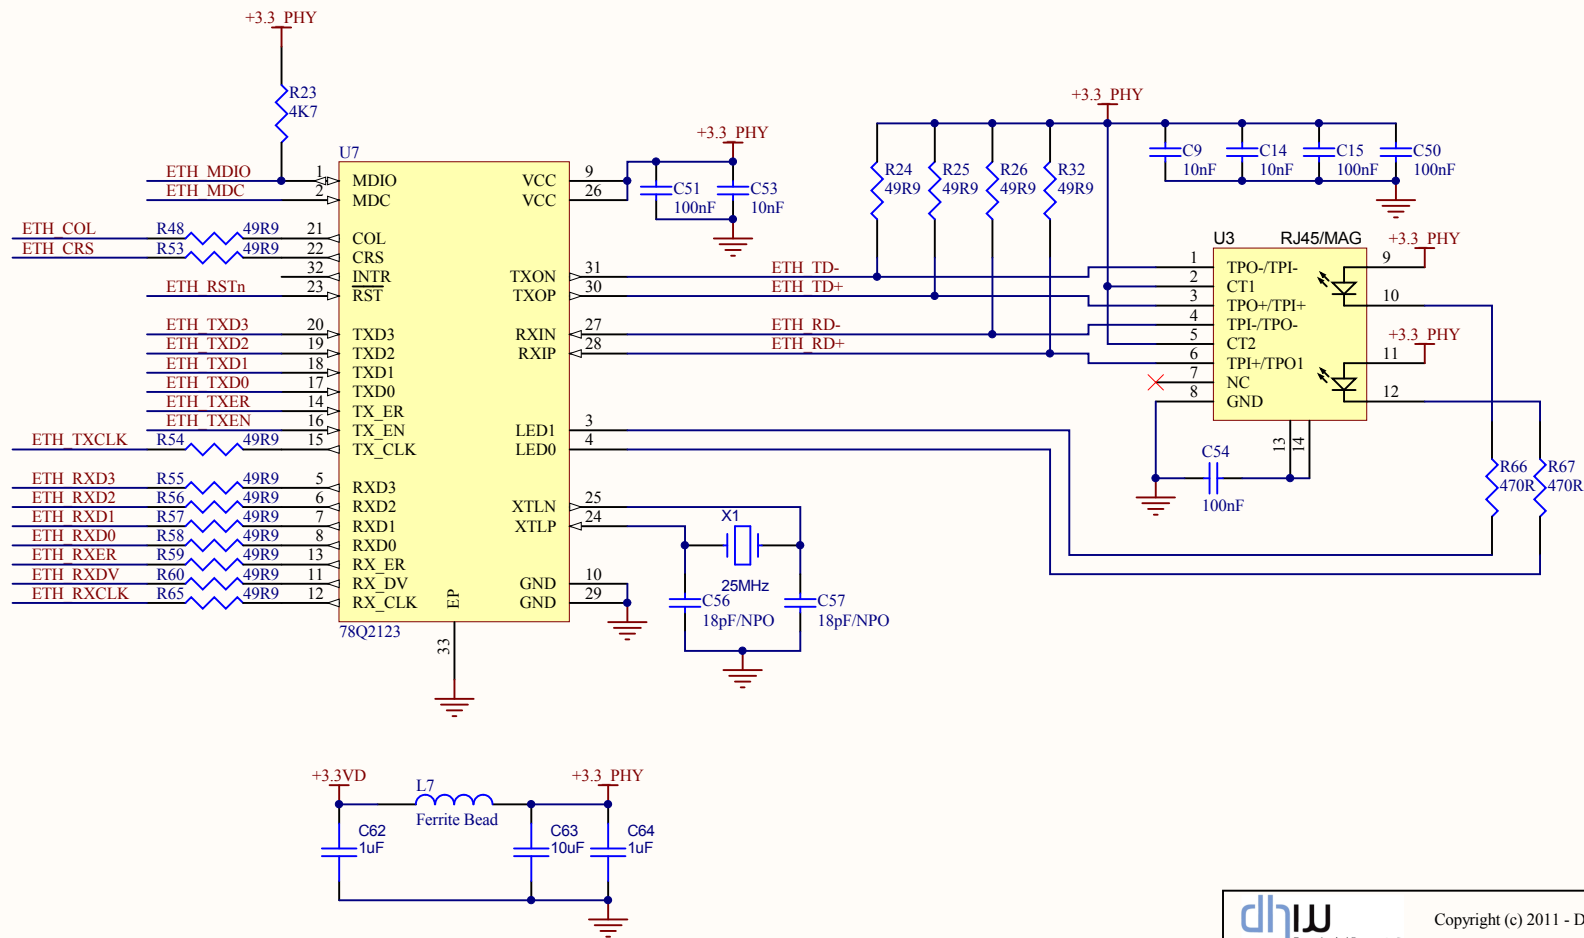 +3.3_PHY
R23
4K7
U7
ETH_MDIO 1 MDIO
ETH_MDC 2 MDC
ETH_COL R48 49R9 21 COL
ETH_CRS R53 49R9 22 CRS
32 INTR
ETH_RSTn 23 RST
ETH_TXD3 20 TXD3
ETH_TXD2 19 TXD2
ETH_TXD1 18 TXD1
ETH_TXD0 17 TXD0
ETH_TXER 14 TX_ER
ETH_TXEN 16 TX_EN
ETH_TXCLK R54 49R9 15 TX_CLK
ETH_RXD3 R55 49R9 5 RXD3
ETH_RXD2 R56 49R9 6 RXD2
ETH_RXD1 R57 49R9 7 RXD1
ETH_RXD0 R58 49R9 8 RXD0
ETH_RXER R59 49R9 13 RX_ER
ETH_RXDV R60 49R9 11 RX_DV
ETH_RXCLK R65 49R9 12 RX_CLK
78Q2123
EP
33
VCC 9
VCC 26
TXON 31 ETH_TD-
TXOP 30 ETH_TD+
RXIN 27 ETH_RD-
RXIP 28 ETH_RD+
LED1 3
LED0 4
XTLN 25
XTLP 24
GND 10
GND 29
+3.3_PHY
C51
100nF
C53
10nF
X1
25MHz
C56
18pF/NPO
C57
18pF/NPO
+3.3_PHY
R24
49R9
R25
49R9
R26
49R9
R32
49R9
C9
10nF
C14
10nF
C15
100nF
C50
100nF
U3 RJ45/MAG
1 TPO-/TPI-
2 CT1
3 TPO+/TPI+
4 TPI-/TPO-
5 CT2
6 TPI+/TPO1
7 NC
8 GND
+3.3_PHY
9
10
+3.3_PHY
11
12
13
14
C54
100nF
R66
470R
R67
470R
+3.3VD
L7
Ferrite Bead
+3.3_PHY
C62
1uF
C63
10uF
C64
1uF
dhw
Copyright (c) 2011 - D